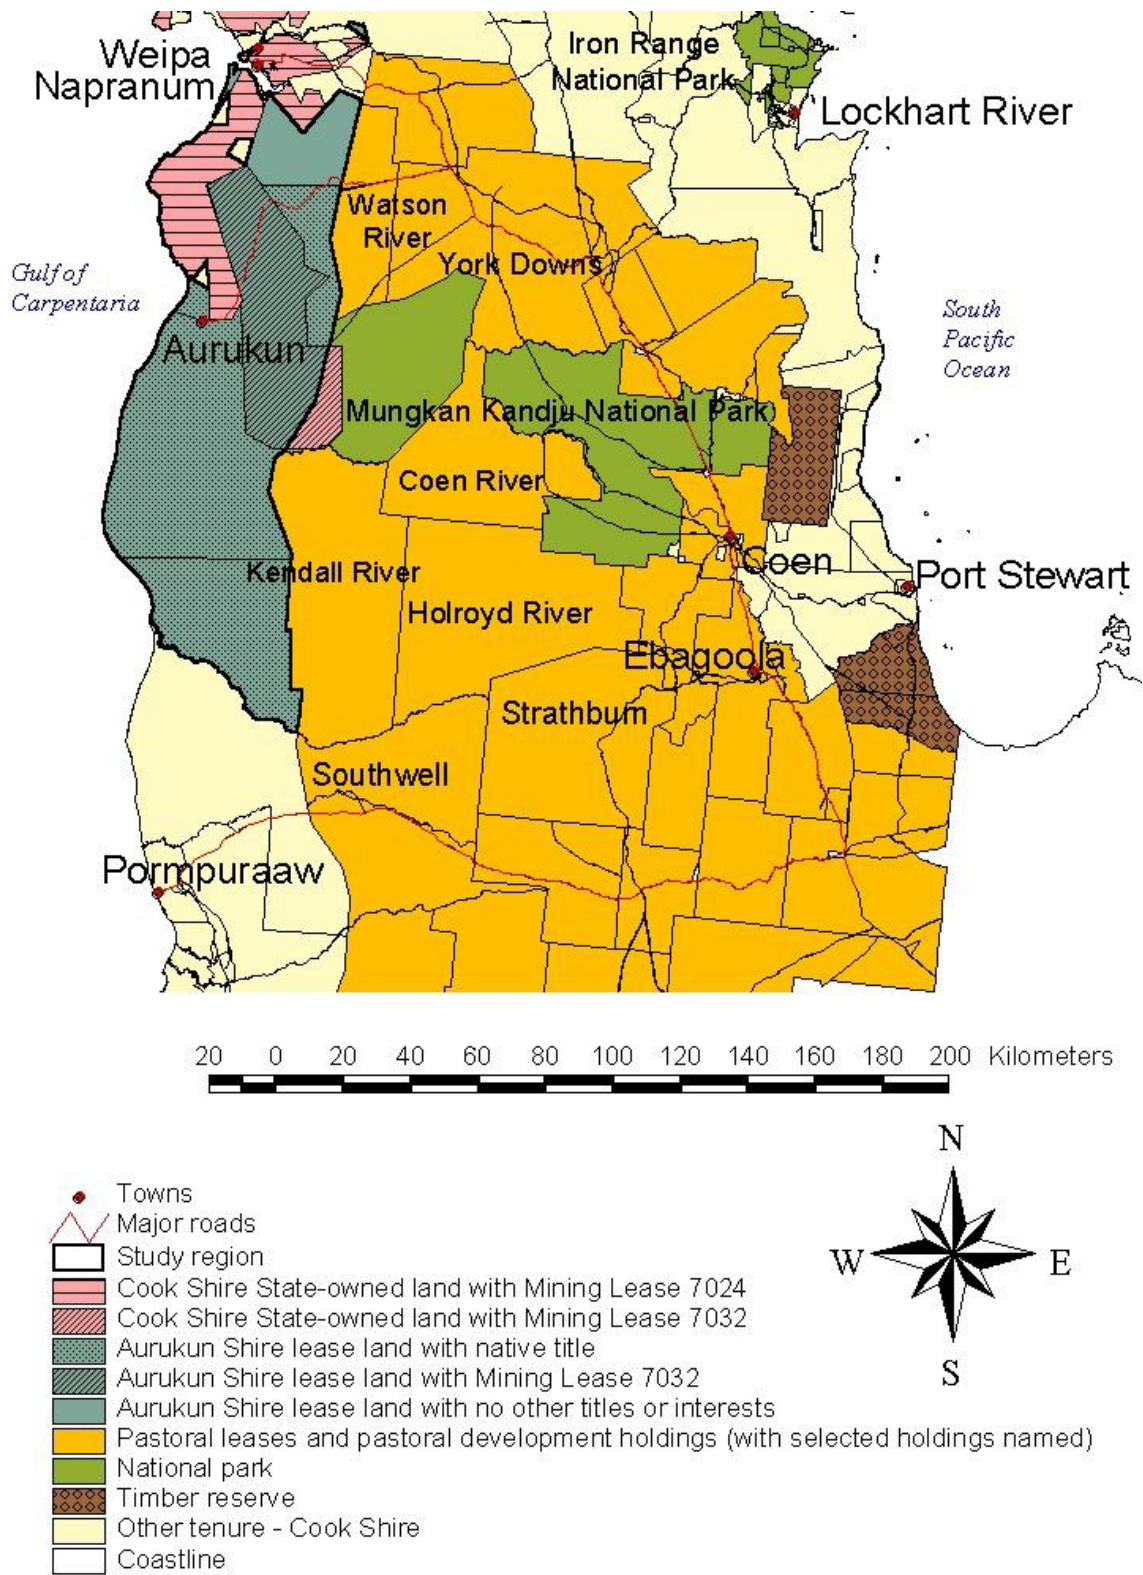 Weipa
Napranum
Iron Range
National Park
Lockhart River
Watson
River
York Downs
Gulf of
Carpentaria
South
Pacific
Ocean
Aurukun
Mungkan Kandju National Park
Coen River
Coen
Kendall River
Port Stewart
Holroyd River
Ebagoola
Strathburn
Southwell
Pormpuraaw
20 0 20 40 60 80 100 120 140 160 180 200 Kilometers
N
W E
S
Towns
Major roads
Study region
Cook Shire State-owned land with Mining Lease 7024
Cook Shire State-owned land with Mining Lease 7032
Aurukun Shire lease land with native title
Aurukun Shire lease land with Mining Lease 7032
Aurukun Shire lease land with no other titles or interests
Pastoral leases and pastoral development holdings (with selected holdings named)
National park
Timber reserve
Other tenure - Cook Shire
Coastline